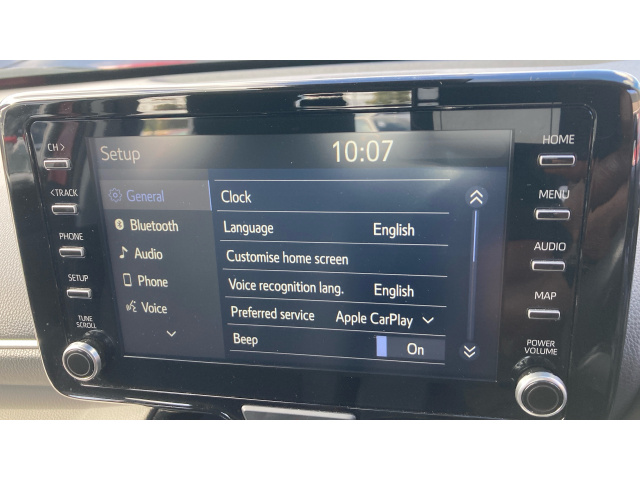 CH >
< TRACK
PHONE
SETUP
TUNE
SCROLL
Setup
10:07
General
Bluetooth
Audio
Phone
Voice
Clock
Language English
Customise home screen
Voice recognition lang. English
Preferred service Apple CarPlay
Beep On
HOME
MENU
AUDIO
MAP
POWER
VOLUME